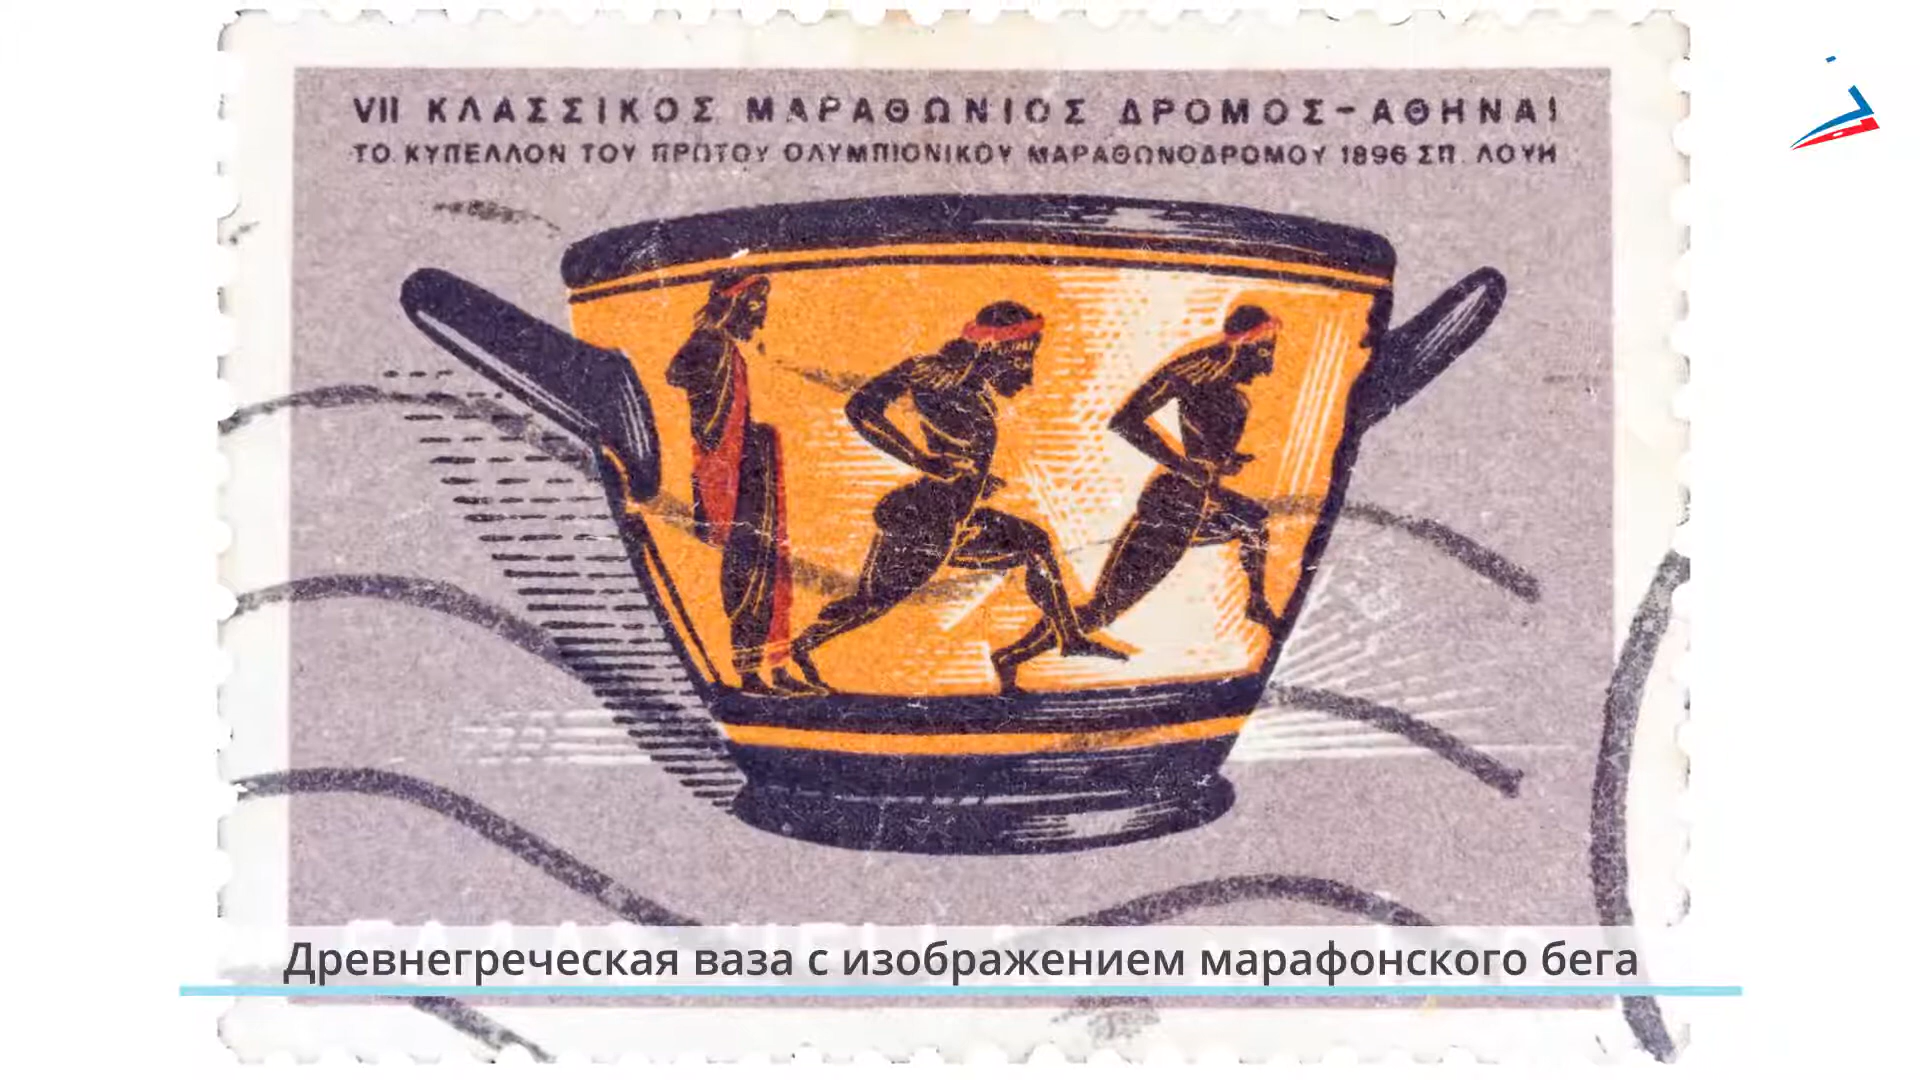 VII ΚΛΑΣΣΙΚΟΣ ΜΑΡΑΘΩΝΙΟΣ ΔΡΟΜΟΣ-ΑΘΗΝΑΙ
ΤΟ ΚΥΠΕΛΛΟΝ ΤΟΥ ΠΡΩΤΟΥ ΟΛΥΜΠΙΟΝΙΚΟΥ ΜΑΡΑΘΩΝΟΔΡΟΜΟΥ 1896 ΣΠ. ΛΟΥΗ
Древнегреческая ваза с изображением марафонского бега